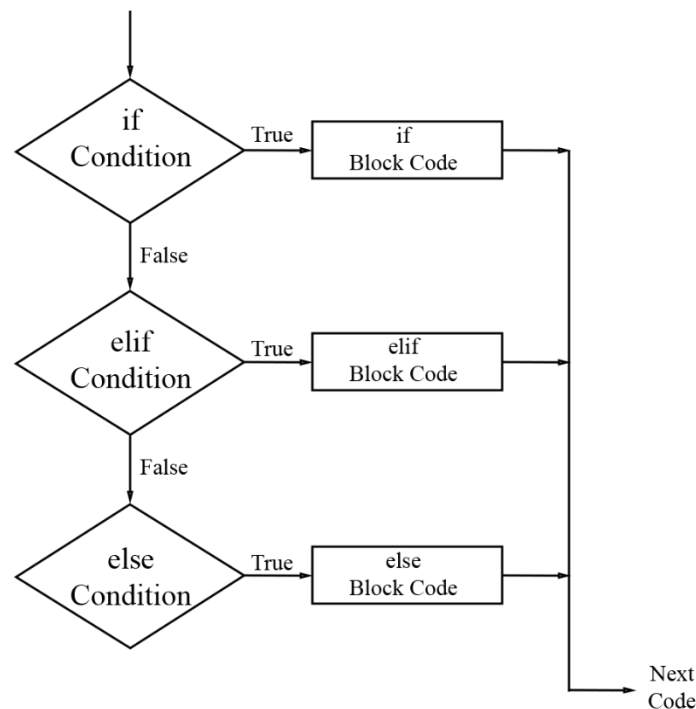 if
Condition
True
if
Block Code
False
elif
Condition
True
elif
Block Code
False
else
Condition
True
else
Block Code
Next
Code